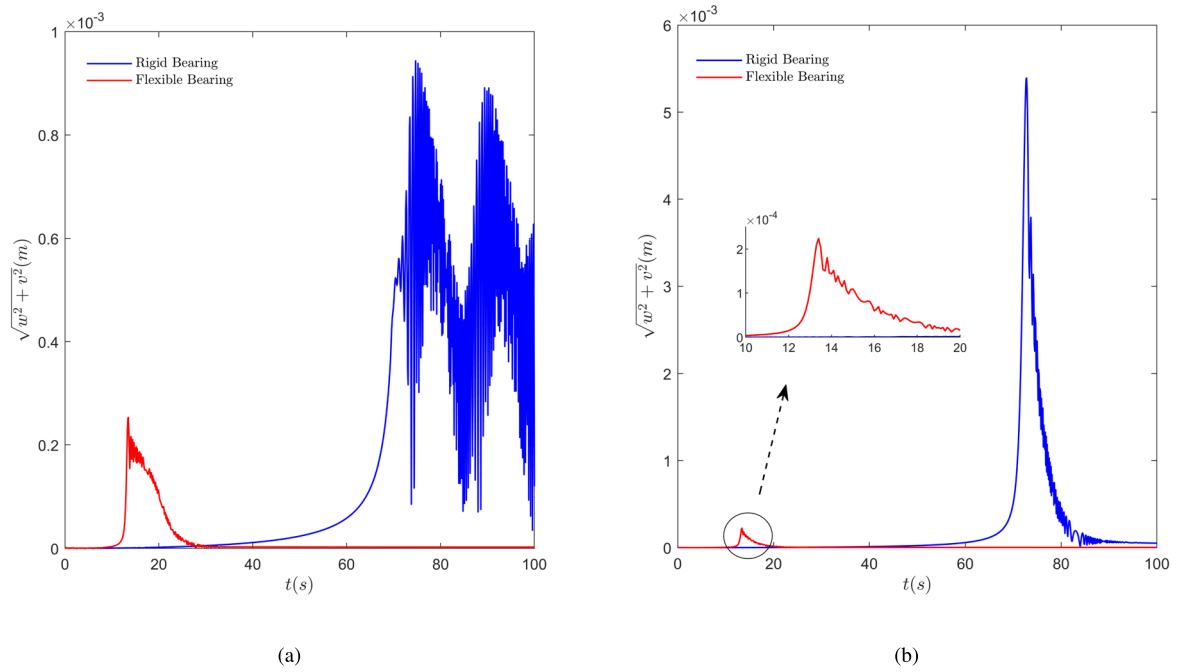 ×10⁻³
1
0.8
0.6
0.4
0.2
0
0 20 40 60 80 100
√(w² + v²)(m)
t(s)
Rigid Bearing
Flexible Bearing
(a)
×10⁻³
6
5
4
3
2
1
0
0 20 40 60 80 100
√(w² + v²)(m)
t(s)
Rigid Bearing
Flexible Bearing
×10⁻⁴
2
1
0
10 12 14 16 18 20
(b)